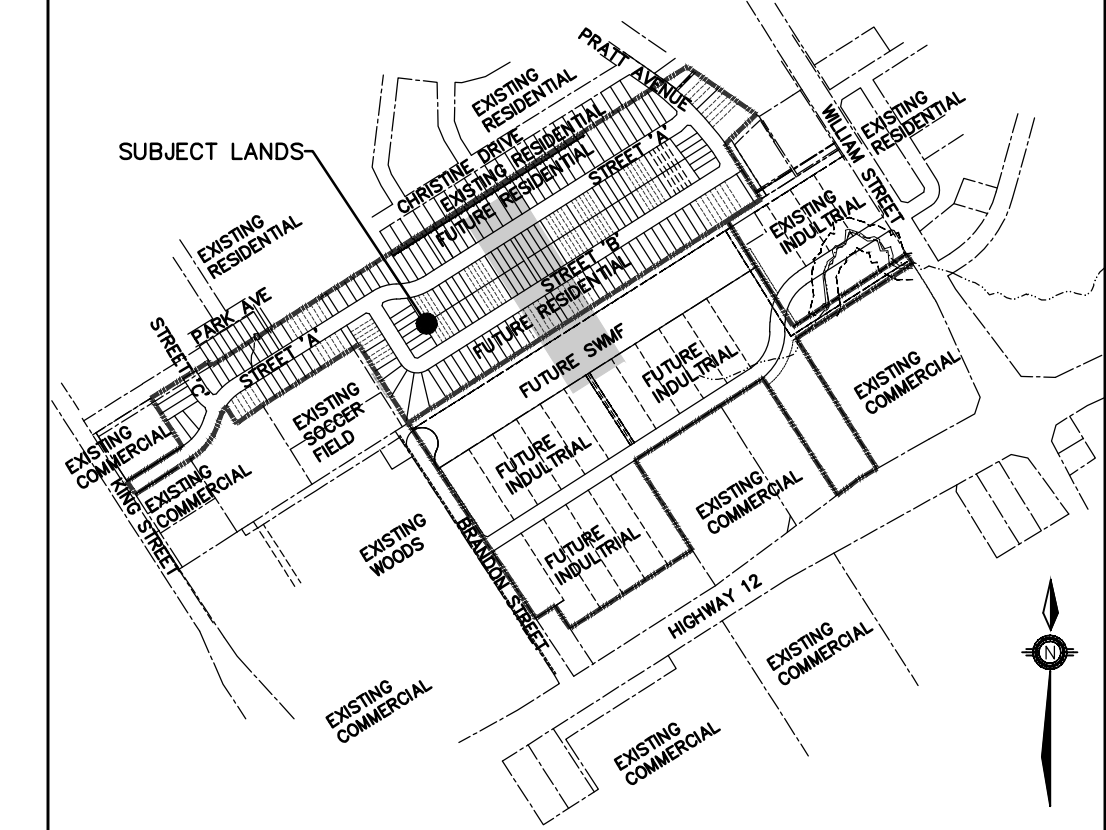 PRATT AVENUE
EXISTING
RESIDENTIAL
EXISTING
RESIDENTIAL
WILLIAM STREET
SUBJECT LANDS
CHRISTINE DRIVE
EXISTING RESIDENTIAL
FUTURE RESIDENTIAL
STREET 'A'
EXISTING
RESIDENTIAL
EXISTING
INDULTRIAL
STREET 'B'
FUTURE RESIDENTIAL
PARK AVE
STREET 'A'
STREET 'C'
FUTURE SWMF
FUTURE
INDULTRIAL
EXISTING
COMMERCIAL
EXISTING
SOCCER
FIELD
EXISTING
COMMERCIAL
EXISTING
COMMERCIAL
KING STREET
FUTURE
INDULTRIAL
EXISTING
COMMERCIAL
EXISTING
WOODS
BRANDON STREET
FUTURE
INDULTRIAL
HIGHWAY 12
EXISTING
COMMERCIAL
N
EXISTING
COMMERCIAL
EXISTING
COMMERCIAL